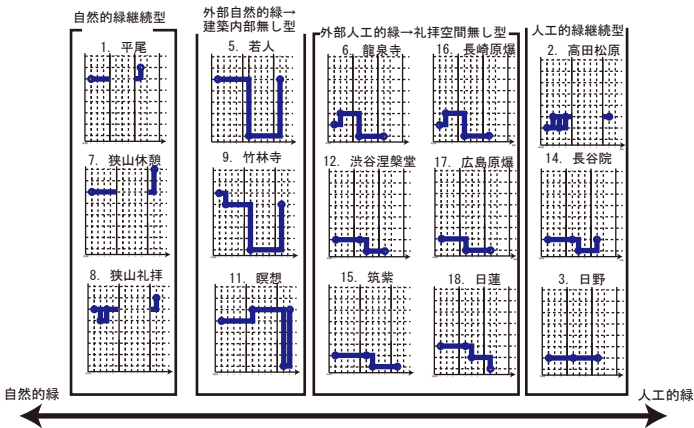 自然的緑継続型
外部自然的緑→
建築内部無し型
外部人工的緑→礼拝空間無し型
人工的緑継続型
1. 平尾
5. 若人
6. 龍泉寺
16. 長崎原爆
2. 高田松原
7. 狭山休憩
9. 竹林寺
12. 渋谷涅槃堂
17. 広島原爆
14. 長谷院
8. 狭山礼拝
11. 瞑想
15. 筑紫
18. 日蓮
3. 日野
自然的緑
人工的緑